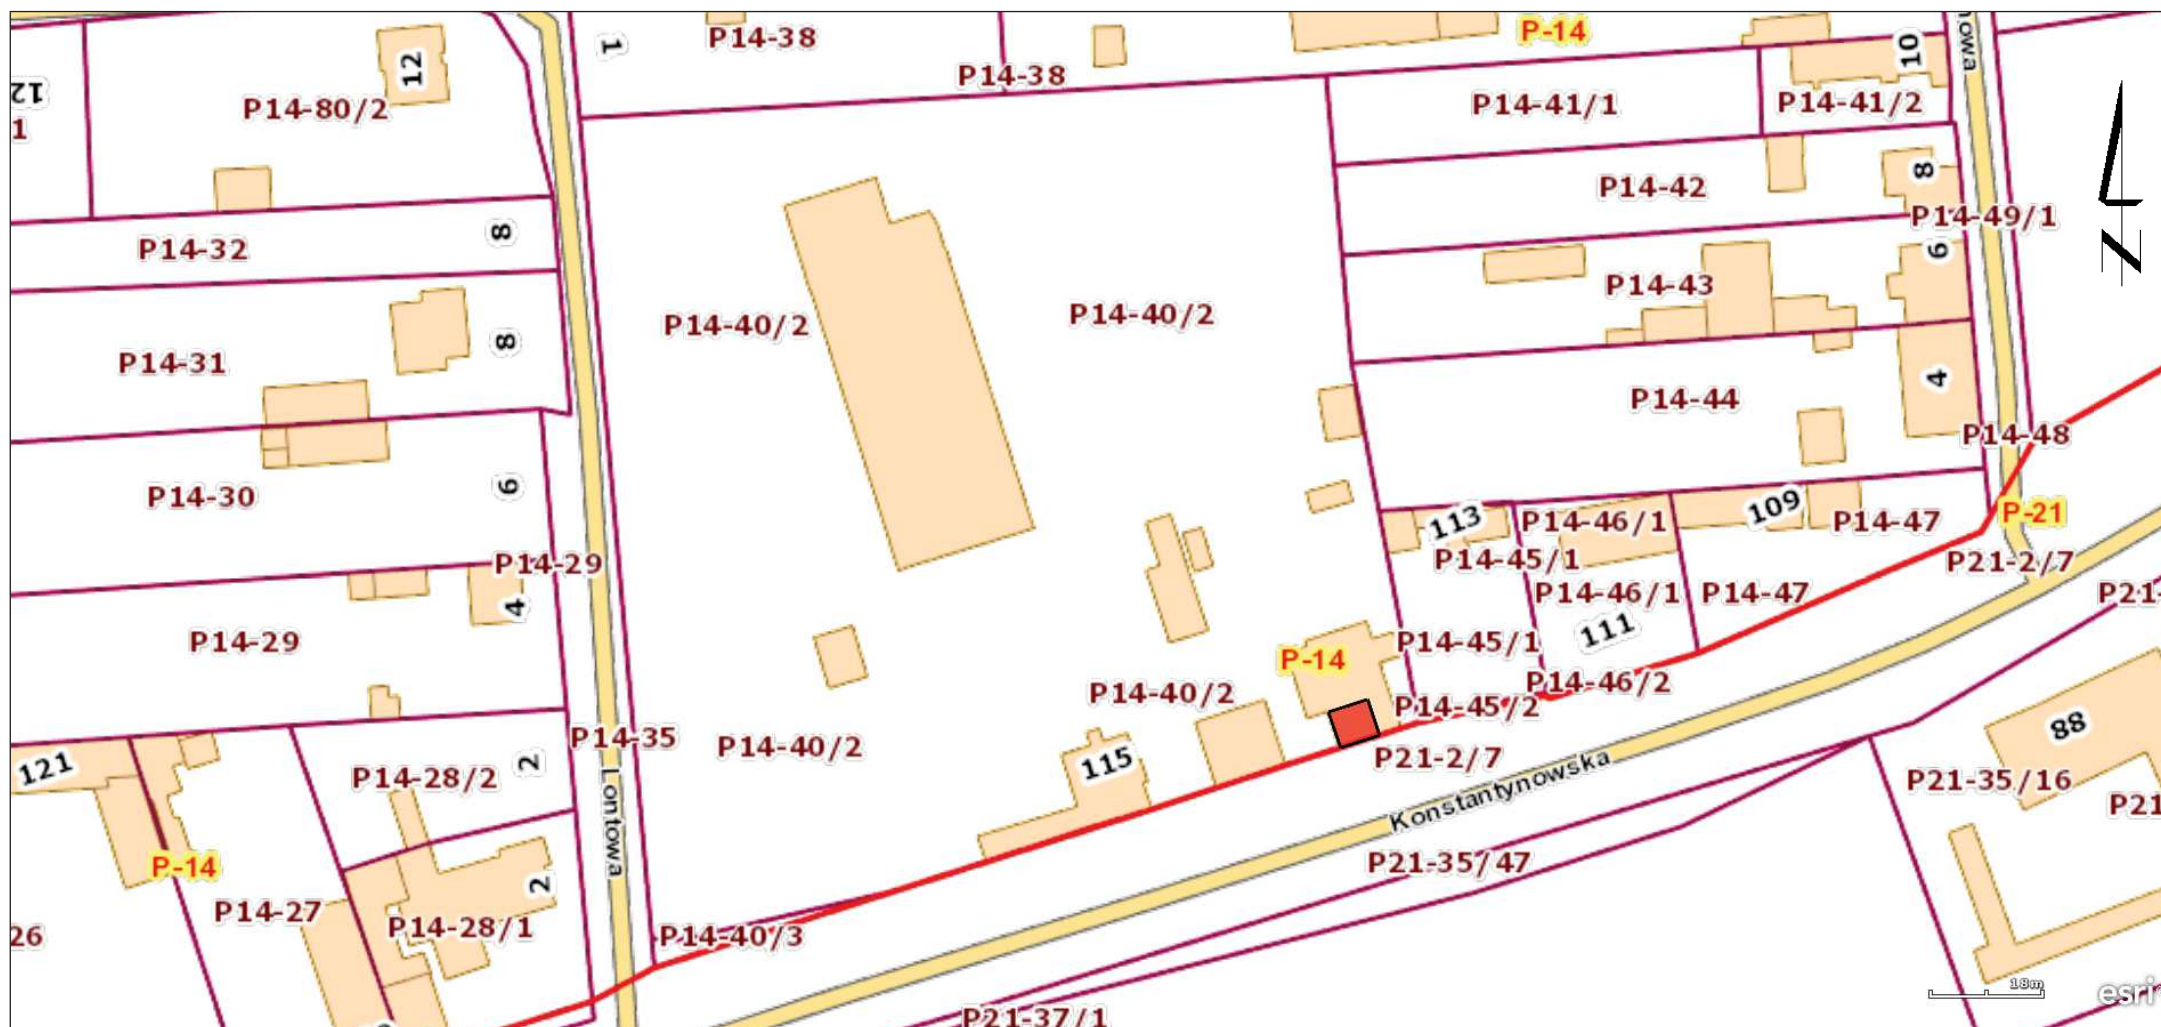 P14-38
P14-38
P-14
1
12
10
nowa
12
1
P14-80/2
P14-41/1
P14-41/2
P14-42
8
P14-49/1
P14-32
8
6
P14-43
P14-40/2
P14-40/2
P14-31
8
4
P14-44
P14-48
P14-30
6
113
P14-46/1
109
P14-47
P-21
P14-29
P14-45/1
P21-2/7
P14-46/1
P14-47
P21-
4
111
P14-29
P14-45/1
P-14
P14-46/2
P14-40/2
P14-45/2
P14-35
P14-40/2
P21-2/7
88
121
P14-28/2
2
115
Konstantynowska
P21-35/16
P21
Lontowa
P-14
P21-35/47
2
P14-27
P14-28/1
26
P14-40/3
18m
esri
P21-37/1
N